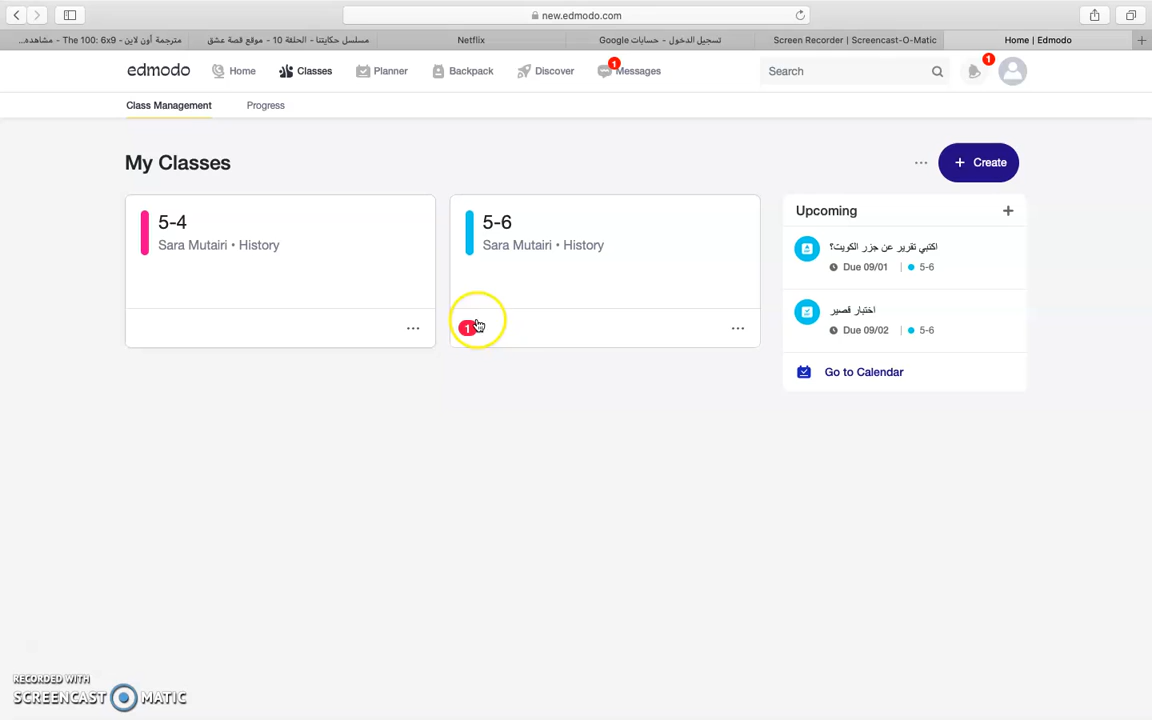 new.edmodo.com
مترجمة أون لاين - The 100: 6x9 - مشاهده...
مسلسل حكايتنا - الحلقة 10 - موقع قصة عشق
Netflix
تسجيل الدخول - حسابات Google
Screen Recorder | Screencast-O-Matic
Home | Edmodo
edmodo
Home
Classes
Planner
Backpack
Discover
1
Messages
Search
1
Class Management
Progress
My Classes
... + Create
5-4
Sara Mutairi • History
...
5-6
Sara Mutairi • History
1
...
Upcoming +
اكتبي تقرير عن جزر الكويت؟
Due 09/01 | 5-6
اختبار قصير
Due 09/02 | 5-6
Go to Calendar
RECORDED WITH
SCREENCAST MATIC